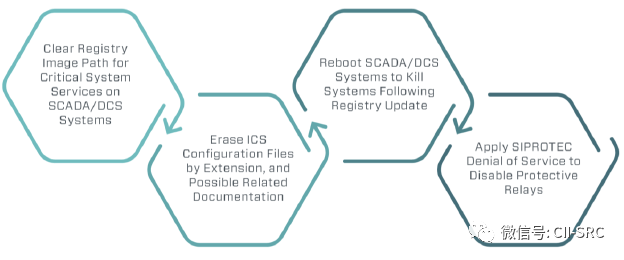 Clear Registry
Image Path for
Critical System
Services on
SCADA/DCS
Systems
Erase ICS
Configuration Files
by Extension, and
Possible Related
Documentation
Reboot SCADA/DCS
Systems to Kill
Systems Following
Registry Update
Apply SIPROTEC
Denial of Service to
Disable Protective
Relays
微信号: CII-SRC